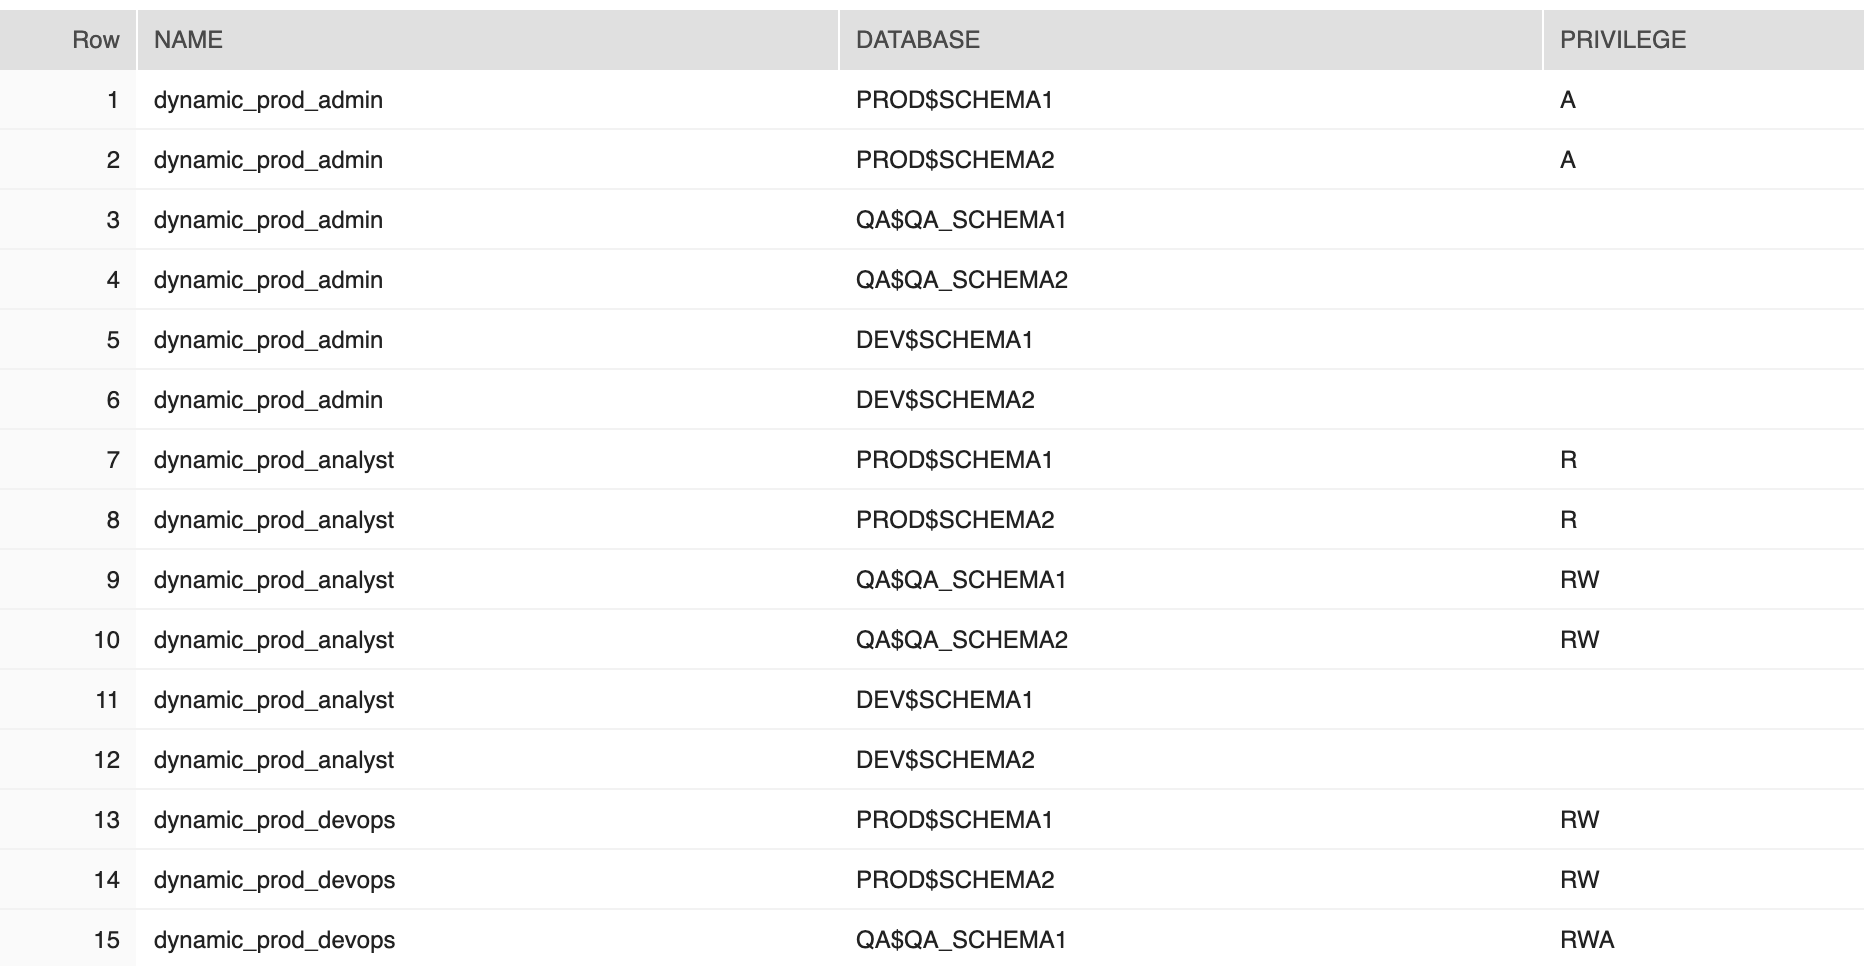 Row NAME DATABASE PRIVILEGE
1 dynamic_prod_admin PROD$SCHEMA1 A
2 dynamic_prod_admin PROD$SCHEMA2 A
3 dynamic_prod_admin QA$QA_SCHEMA1
4 dynamic_prod_admin QA$QA_SCHEMA2
5 dynamic_prod_admin DEV$SCHEMA1
6 dynamic_prod_admin DEV$SCHEMA2
7 dynamic_prod_analyst PROD$SCHEMA1 R
8 dynamic_prod_analyst PROD$SCHEMA2 R
9 dynamic_prod_analyst QA$QA_SCHEMA1 RW
10 dynamic_prod_analyst QA$QA_SCHEMA2 RW
11 dynamic_prod_analyst DEV$SCHEMA1
12 dynamic_prod_analyst DEV$SCHEMA2
13 dynamic_prod_devops PROD$SCHEMA1 RW
14 dynamic_prod_devops PROD$SCHEMA2 RW
15 dynamic_prod_devops QA$QA_SCHEMA1 RWA